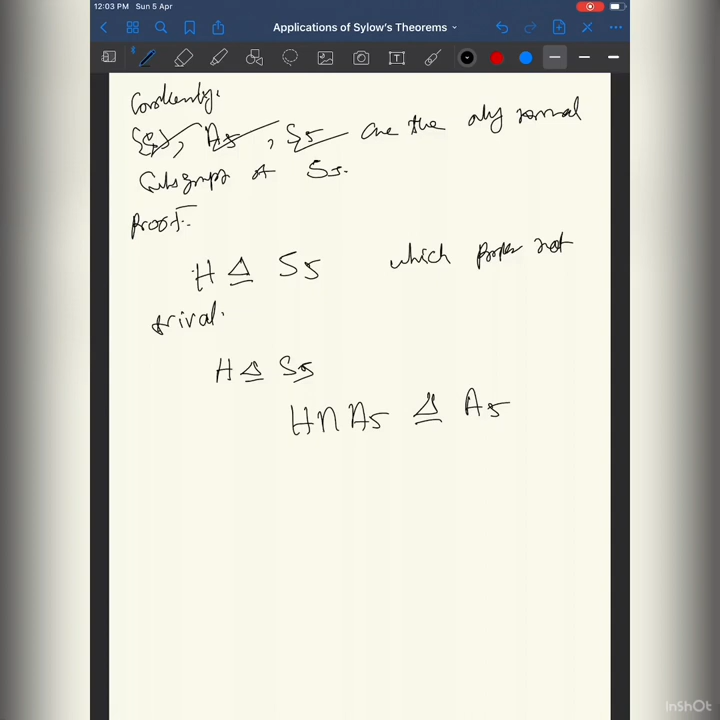 12:03 PM Sun 5 Apr
Applications of Sylow's Theorems
Corollary:
{e}, A5, S5 are the only normal
Subgroups of S5.
Proof:
H ⊴ S5 which proper not
trivial.
H ⊴ S5
H∩A5 ⊴ A5
InShOt